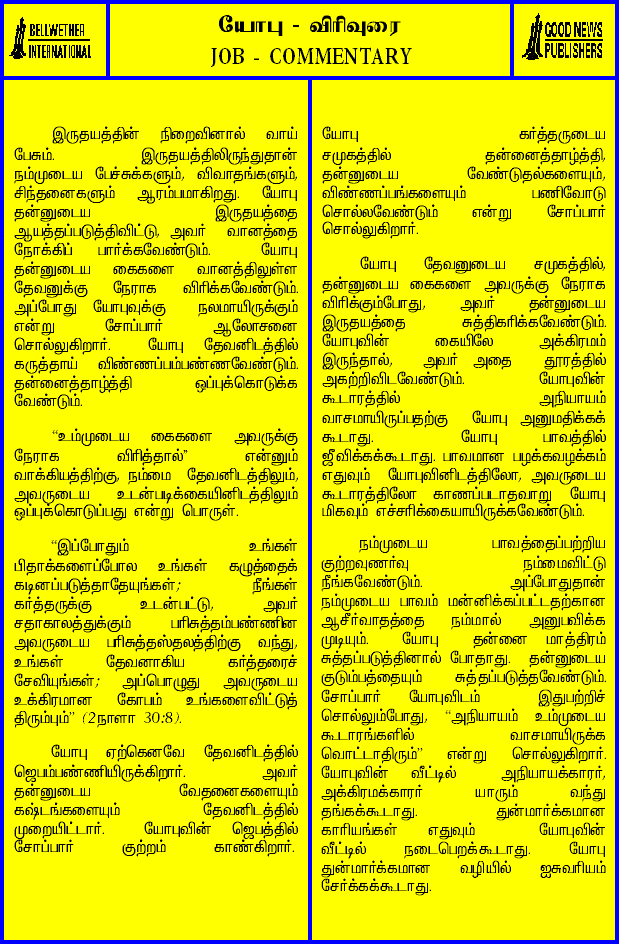 BELLWETHER
INTERNATIONAL
யோபு - விரிவுரை
JOB - COMMENTARY
GOOD NEWS
PUBLISHERS
இருதயத்தின் நிறைவினால் வாய்
பேசும். இருதயத்திலிருந்துதான்
நம்முடைய பேச்சுக்களும், விவாதங்களும்,
சிந்தனைகளும் ஆரம்பமாகிறது. யோபு
தன்னுடைய இருதயத்தை
ஆயத்தப்படுத்திவிட்டு, அவர் வானத்தை
நோக்கிப் பார்க்கவேண்டும். யோபு
தன்னுடைய கைகளை வானத்திலுள்ள
தேவனுக்கு நேராக விரிக்கவேண்டும்.
அப்போது யோபுவுக்கு நலமாயிருக்கும்
என்று சோப்பார் ஆலோசனை
சொல்லுகிறார். யோபு தேவனிடத்தில்
கருத்தாய் விண்ணப்பம்பண்ணவேண்டும்.
தன்னைத்தாழ்த்தி ஒப்புக்கொடுக்க
வேண்டும்.
“உம்முடைய கைகளை அவருக்கு
நேராக விரித்தால்” என்னும்
வாக்கியத்திற்கு, நம்மை தேவனிடத்திலும்,
அவருடைய உடன்படிக்கையினிடத்திலும்
ஒப்புக்கொடுப்பது என்று பொருள்.
“இப்போதும் உங்கள்
பிதாக்களைப்போல உங்கள் கழுத்தைக்
கடினப்படுத்தாதேயுங்கள்; நீங்கள்
கர்த்தருக்கு உடன்பட்டு, அவர்
சதாகாலத்துக்கும் பரிசுத்தம்பண்ணின
அவருடைய பரிசுத்தஸ்தலத்திற்கு வந்து,
உங்கள் தேவனாகிய கர்த்தரைச்
சேவியுங்கள்; அப்பொழுது அவருடைய
உக்கிரமான கோபம் உங்களைவிட்டுத்
திரும்பும்” (2நாளா 30:8).
யோபு ஏற்கெனவே தேவனிடத்தில்
ஜெபம்பண்ணியிருக்கிறார். அவர்
தன்னுடைய வேதனைகளையும்
கஷ்டங்களையும் தேவனிடத்தில்
முறையிட்டார். யோபுவின் ஜெபத்தில்
சோப்பார் குற்றம் காண்கிறார்.
யோபு கர்த்தருடைய
சமுகத்தில் தன்னைத்தாழ்த்தி,
தன்னுடைய வேண்டுதல்களையும்,
விண்ணப்பங்களையும் பணிவோடு
சொல்லவேண்டும் என்று சோப்பார்
சொல்லுகிறார்.
யோபு தேவனுடைய சமுகத்தில்,
தன்னுடைய கைகளை அவருக்கு நேராக
விரிக்கும்போது, அவர் தன்னுடைய
இருதயத்தை சுத்திகரிக்கவேண்டும்.
யோபுவின் கையிலே அக்கிரமம்
இருந்தால், அவர் அதை தூரத்தில்
அகற்றிவிடவேண்டும். யோபுவின்
கூடாரத்தில் அநியாயம்
வாசமாயிருப்பதற்கு யோபு அனுமதிக்கக்
கூடாது. யோபு பாவத்தில்
ஜீவிக்கக்கூடாது. பாவமான பழக்கவழக்கம்
எதுவும் யோபுவினிடத்திலோ, அவருடைய
கூடாரத்திலோ காணப்படாதவாறு யோபு
மிகவும் எச்சரிக்கையாயிருக்கவேண்டும்.
நம்முடைய பாவத்தைப்பற்றிய
குற்றவுணர்வு நம்மைவிட்டு
நீங்கவேண்டும். அப்போதுதான்
நம்முடைய பாவம் மன்னிக்கப்பட்டதற்கான
ஆசீர்வாதத்தை நம்மால் அனுபவிக்க
முடியும். யோபு தன்னை மாத்திரம்
சுத்தப்படுத்தினால் போதாது. தன்னுடைய
குடும்பத்தையும் சுத்தப்படுத்தவேண்டும்.
சோப்பார் யோபுவிடம் இதுபற்றிச்
சொல்லும்போது, “அநியாயம் உம்முடைய
கூடாரங்களில் வாசமாயிருக்க
வொட்டாதிரும்” என்று சொல்லுகிறார்.
யோபுவின் வீட்டில் அநியாயக்காரர்,
அக்கிரமக்காரர் யாரும் வந்து
தங்கக்கூடாது. துன்மார்க்கமான
காரியங்கள் எதுவும் யோபுவின்
வீட்டில் நடைபெறக்கூடாது. யோபு
துன்மார்க்கமான வழியில் ஐசுவரியம்
சேர்க்கக்கூடாது.